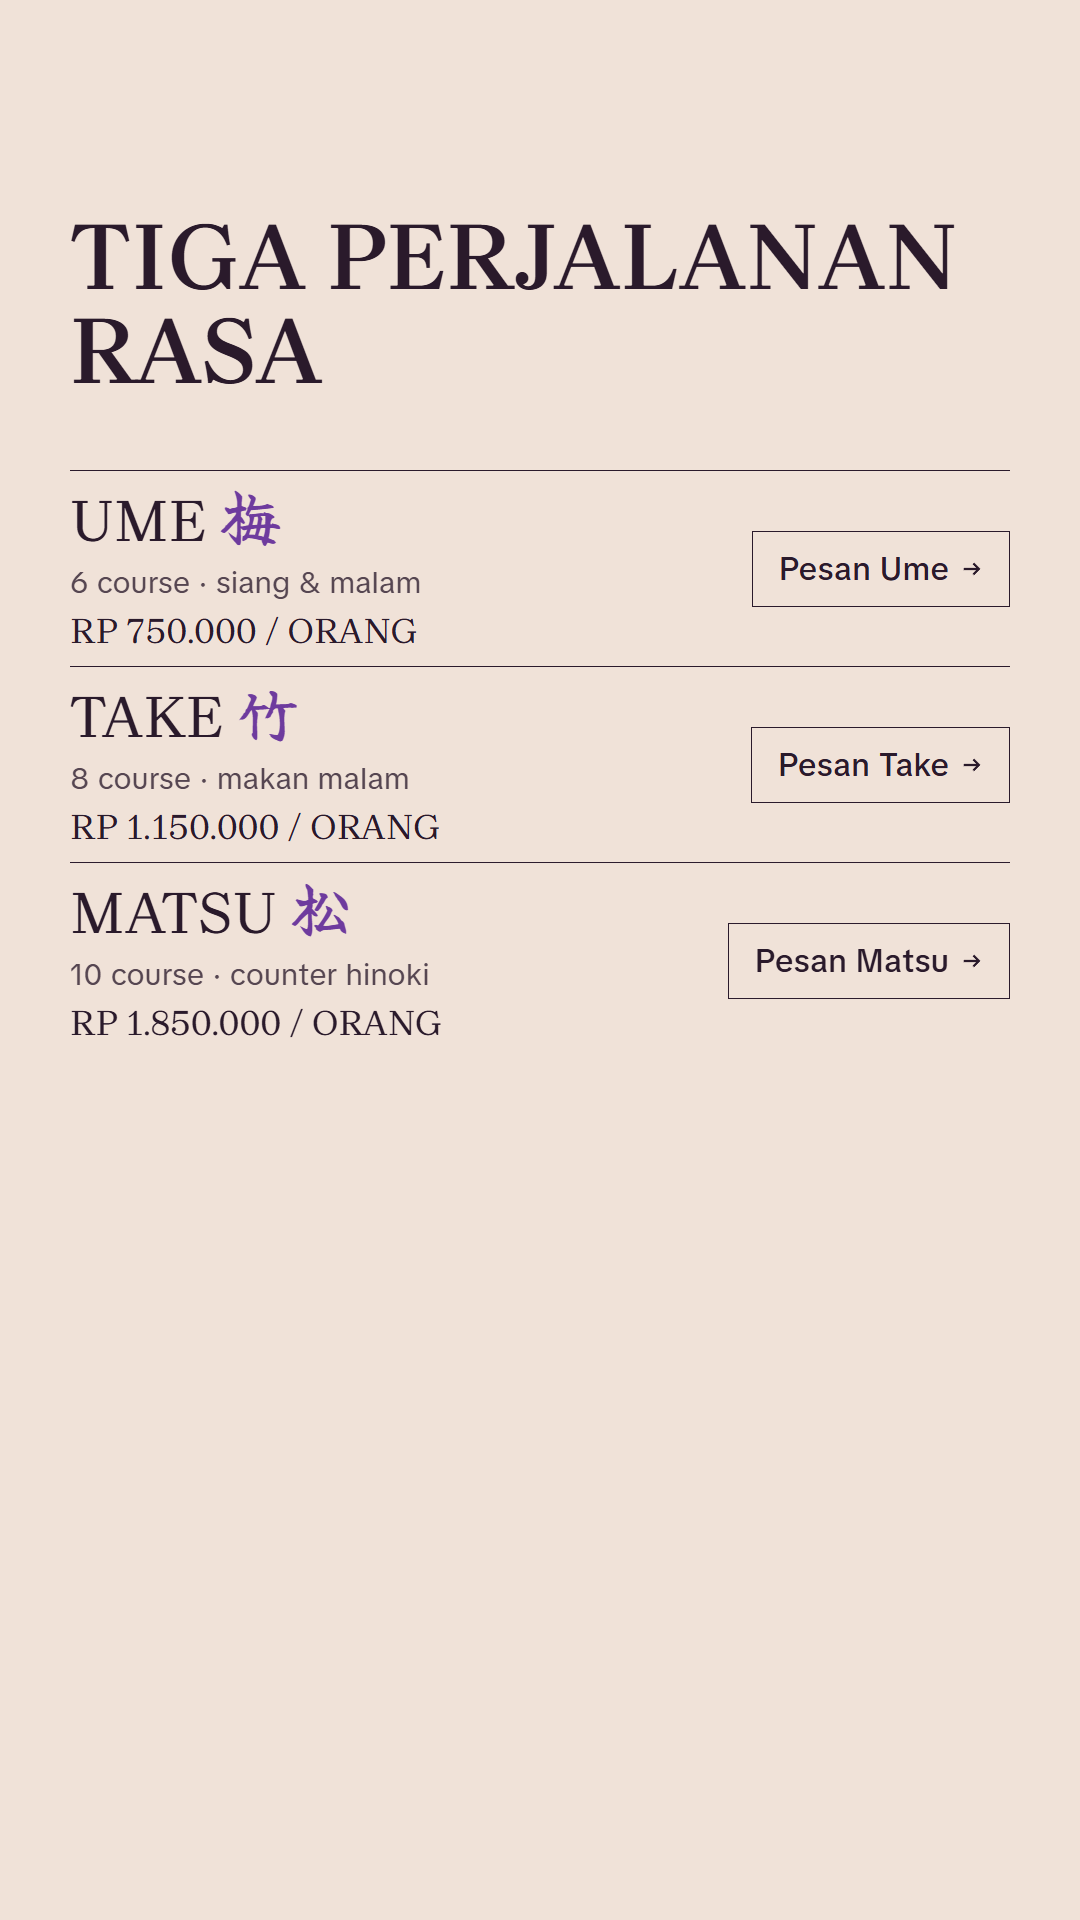 TIGA PERJALANAN
RASA
UME 梅
6 course · siang & malam
RP 750.000 / ORANG
Pesan Ume →
TAKE 竹
8 course · makan malam
RP 1.150.000 / ORANG
Pesan Take →
MATSU 松
10 course · counter hinoki
RP 1.850.000 / ORANG
Pesan Matsu →